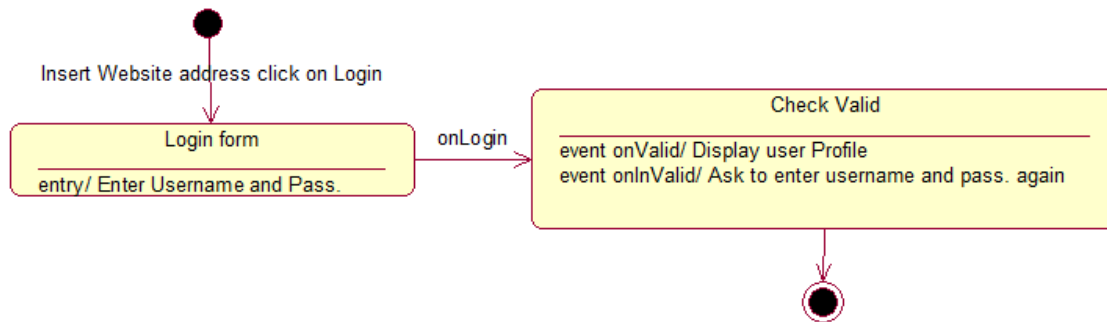 Insert Website address click on Login
Login form
entry/ Enter Username and Pass.
onLogin
Check Valid
event onValid/ Display user Profile
event onInValid/ Ask to enter username and pass. again